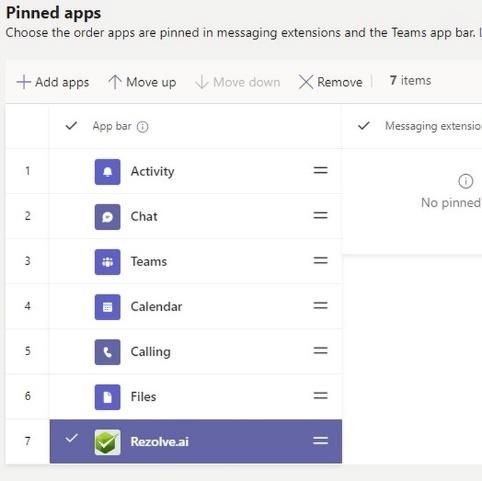 Pinned apps
Choose the order apps are pinned in messaging extensions and the Teams app bar.
Add apps Move up Move down Remove 7 items
App bar Messaging extensio
1 Activity
No pinned
2 Chat
3 Teams
4 Calendar
5 Calling
6 Files
7 Rezolve.ai